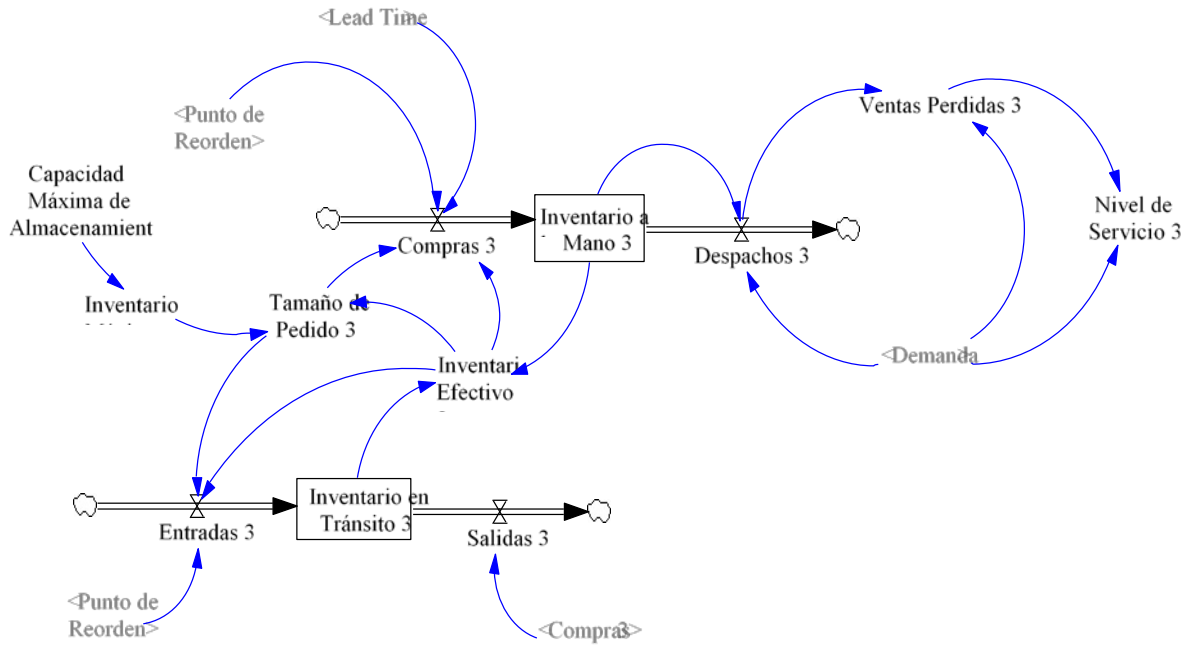 <Lead Time
<Punto de
Reorden>
Capacidad
Máxima de
Almacenamient
Ventas Perdidas 3
Nivel de
Servicio 3
Inventario a
Mano 3
Compras 3
Despachos 3
Inventario
Tamaño de
Pedido 3
<Demanda>
Inventari
Efectivo
Inventario en
Tránsito 3
Entradas 3
Salidas 3
<Punto de
Reorden>
<Compras>